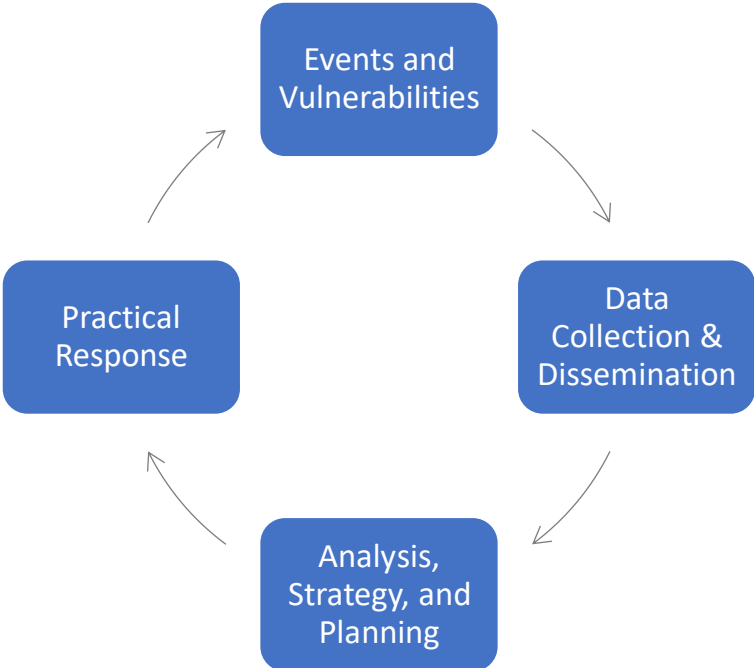 Events and
Vulnerabilities
Data
Collection &
Dissemination
Analysis,
Strategy, and
Planning
Practical
Response